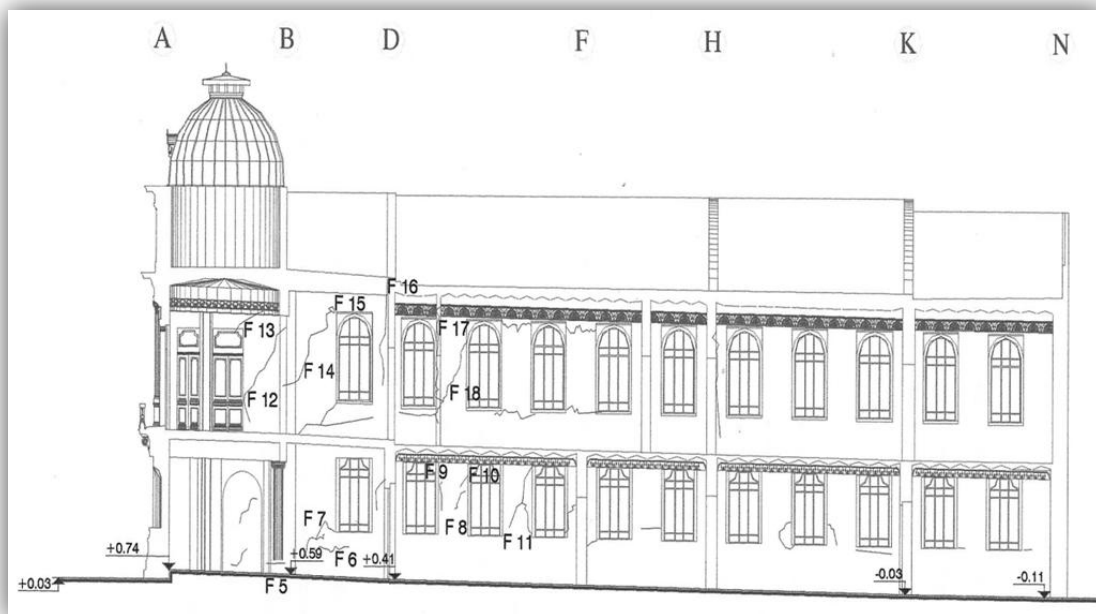 A B D F H K N
F 16
F 15
F 13 F 17
F 14
F 12 F 18
F 9 F 10
F 7 F 8
F 11
+0.74 +0.59 F 6 +0.41
+0.03 F 5 -0.03 -0.11